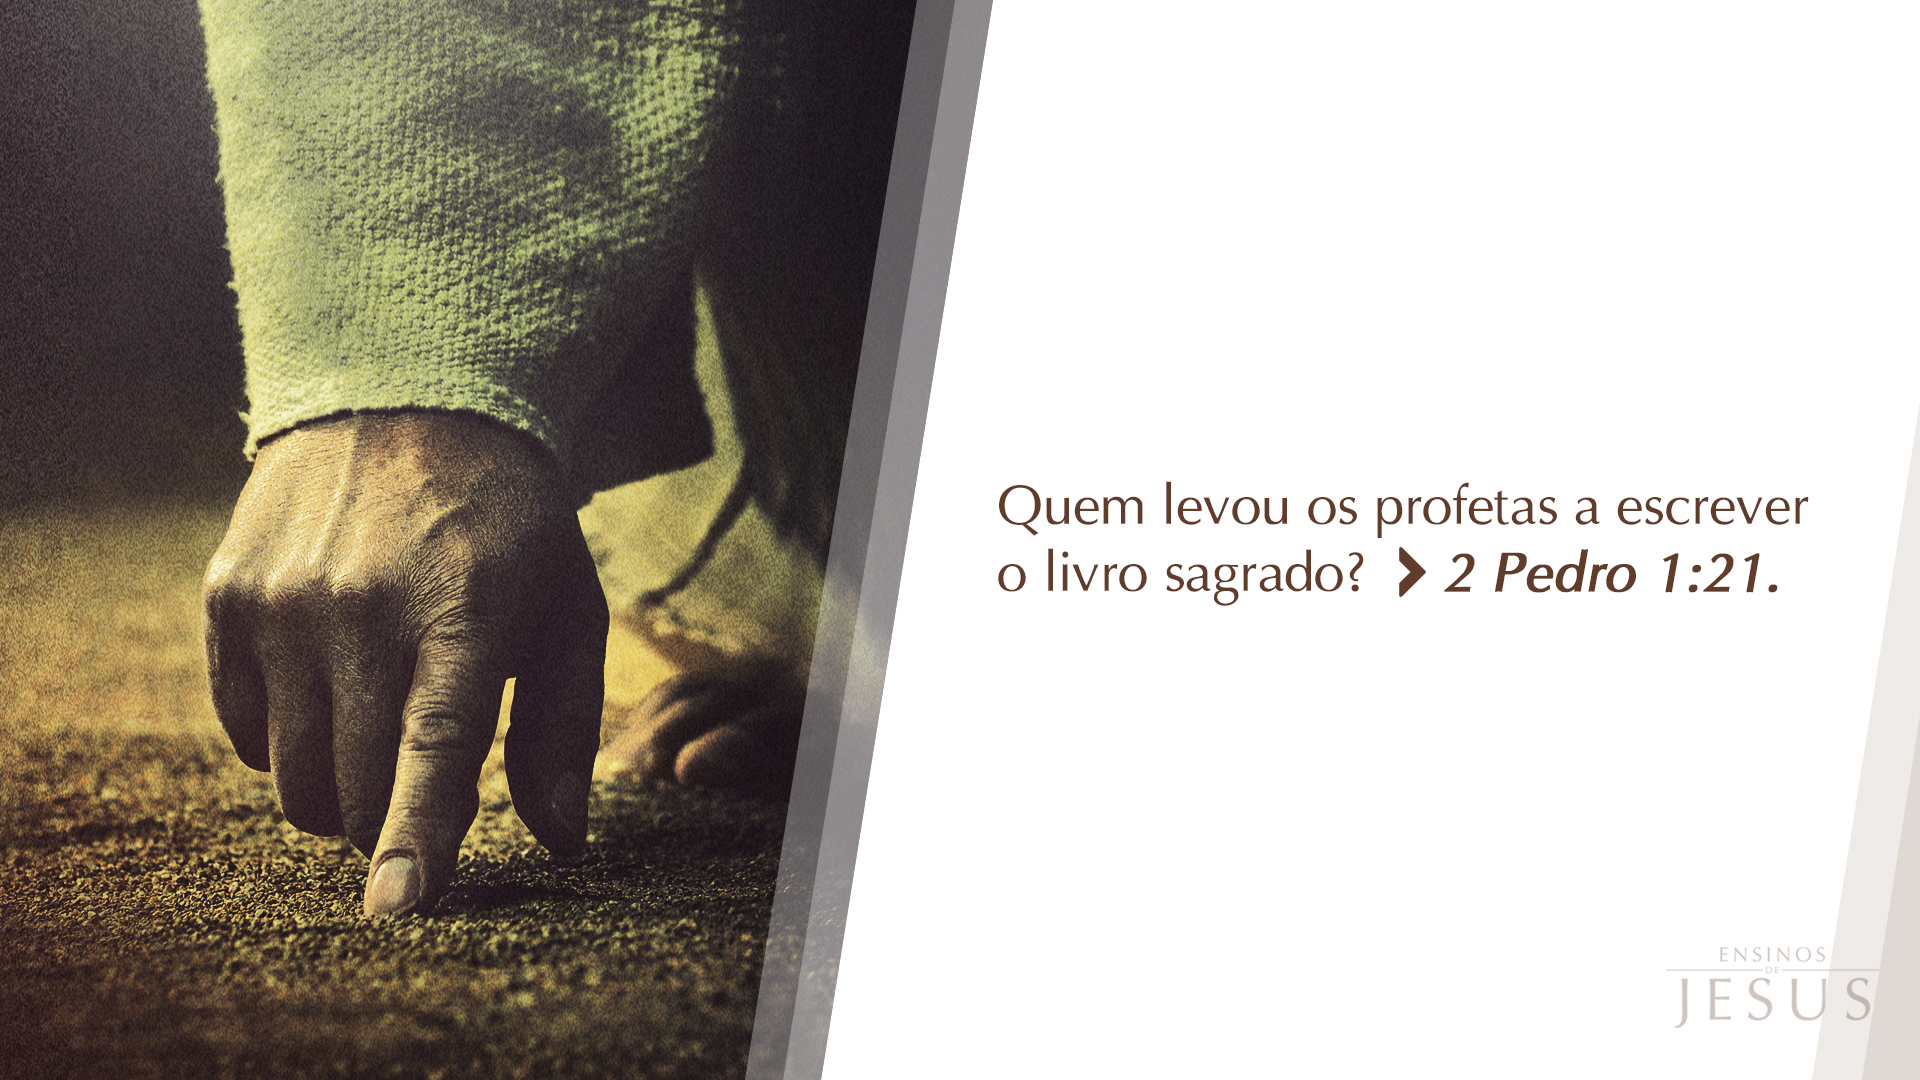 Quem levou os profetas a escrever
o livro sagrado? > 2 Pedro 1:21.
ENSINOS
DE
JESUS